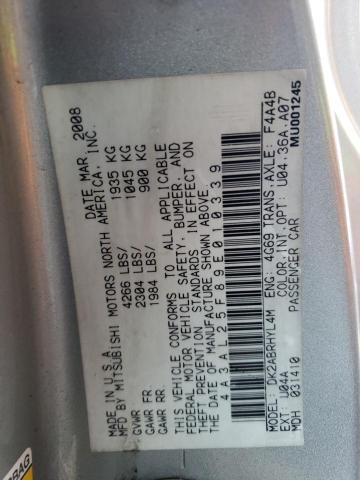 MADE IN U S A DATE MAR, 2008
BY MITSUBISHI MOTORS NORTH AMERICA, INC.
GVWR 4266 LBS/ 1935 KG
GAWR FR. 2304 LBS/ 1045 KG
GAWR RR. 1984 LBS/ 900 KG
THIS VEHICLE CONFORMS TO ALL APPLICABLE
FEDERAL MOTOR VEHICLE SAFETY, BUMPER, AND
THEFT PREVENTION STANDARDS IN EFFECT ON
THE DATE OF MANUFACTURE SHOWN ABOVE.
4A3AL25F89E010339
MODEL: DK2ABRHYL4M ENG: 4G69 TRANS,AXLE: F4A4B
EXT: U04A COLOR,INT,OPT: U04,36A,A07
MDH 031410 PASSENGER CAR MU001245
BAG